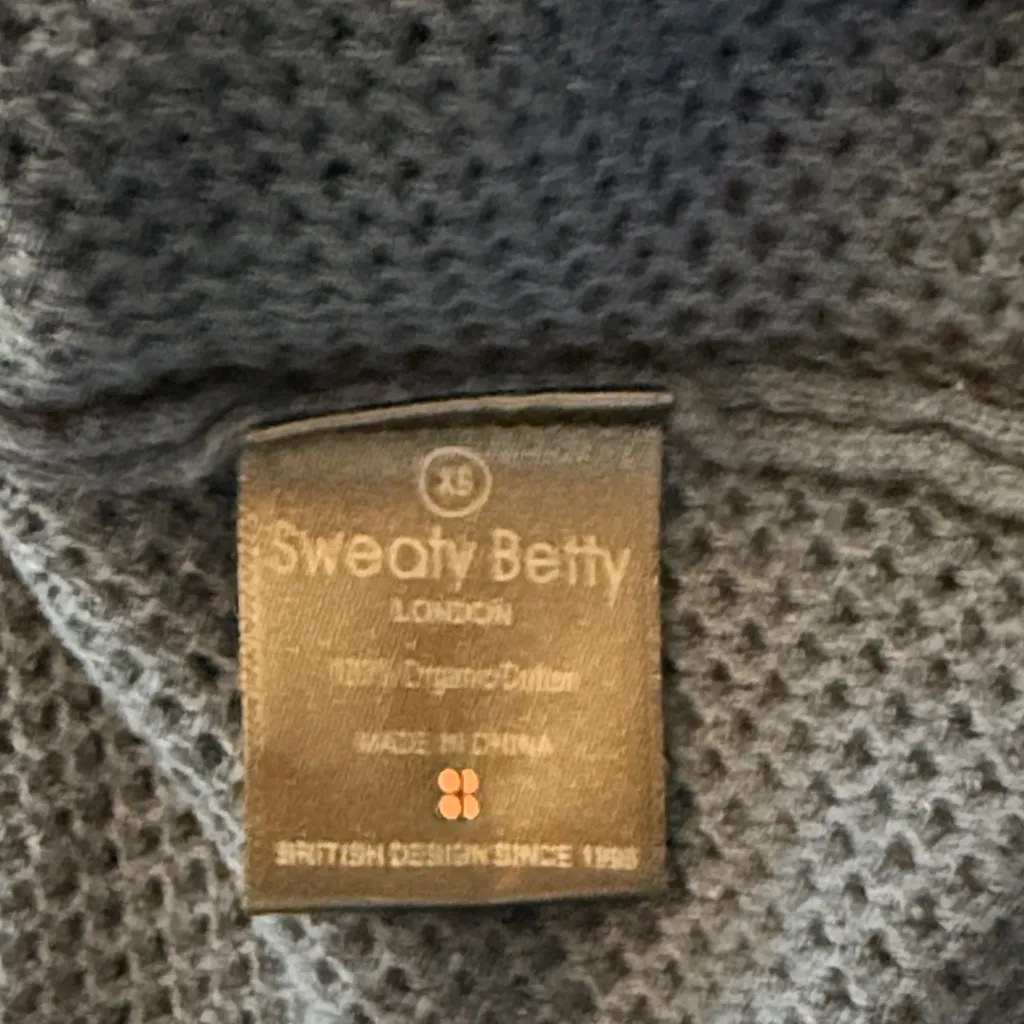 XS
Sweaty Betty
LONDON
100% Organic Cotton
MADE IN CHINA
BRITISH DESIGN SINCE 1998